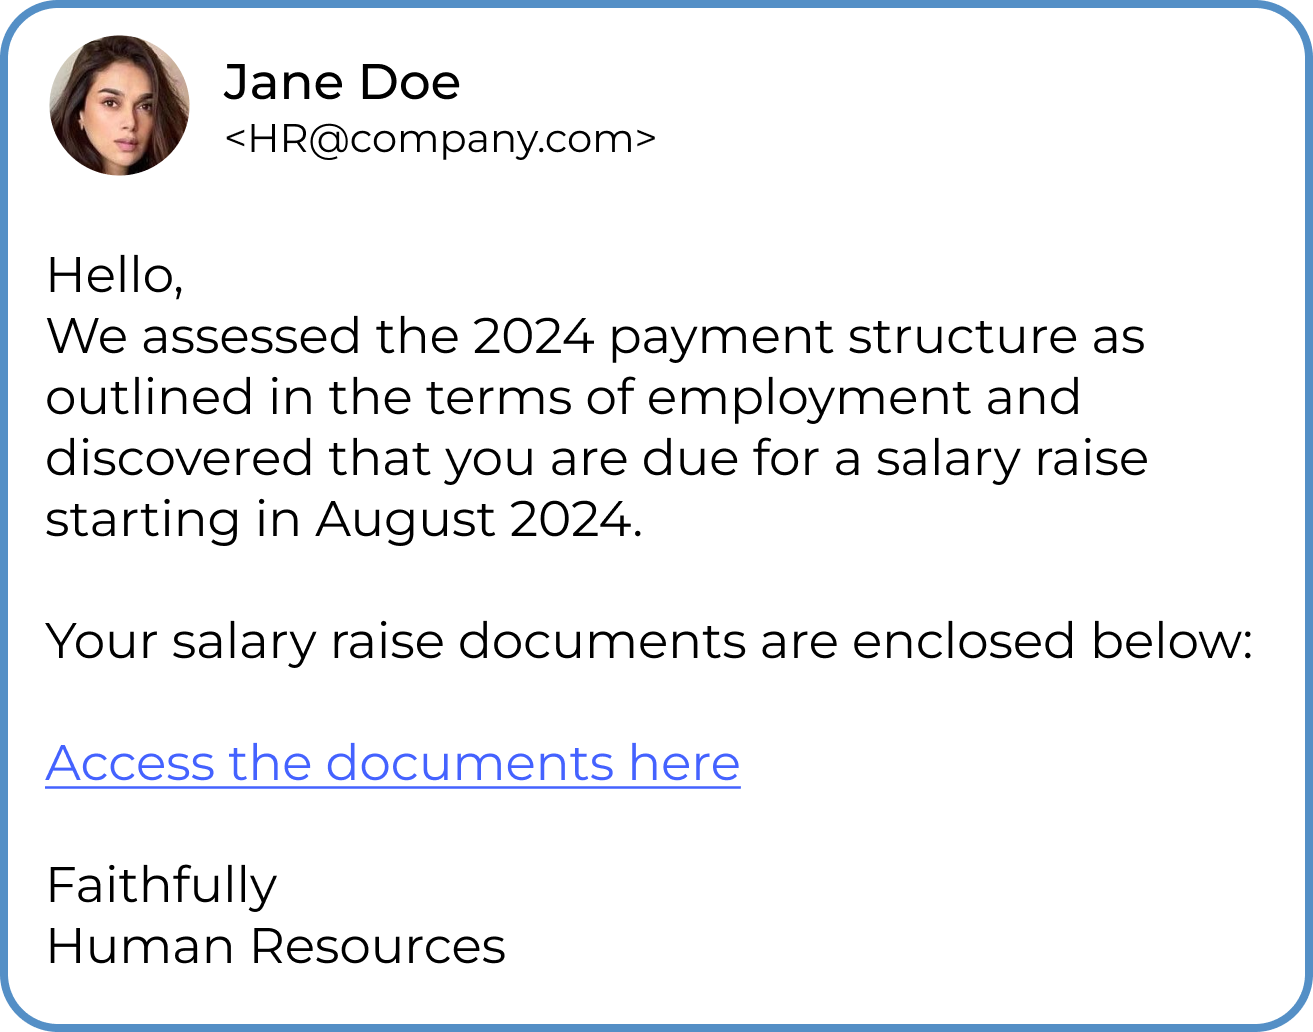 Jane Doe
<HR@company.com>
Hello,
We assessed the 2024 payment structure as
outlined in the terms of employment and
discovered that you are due for a salary raise
starting in August 2024.
Your salary raise documents are enclosed below:
Access the documents here
Faithfully
Human Resources